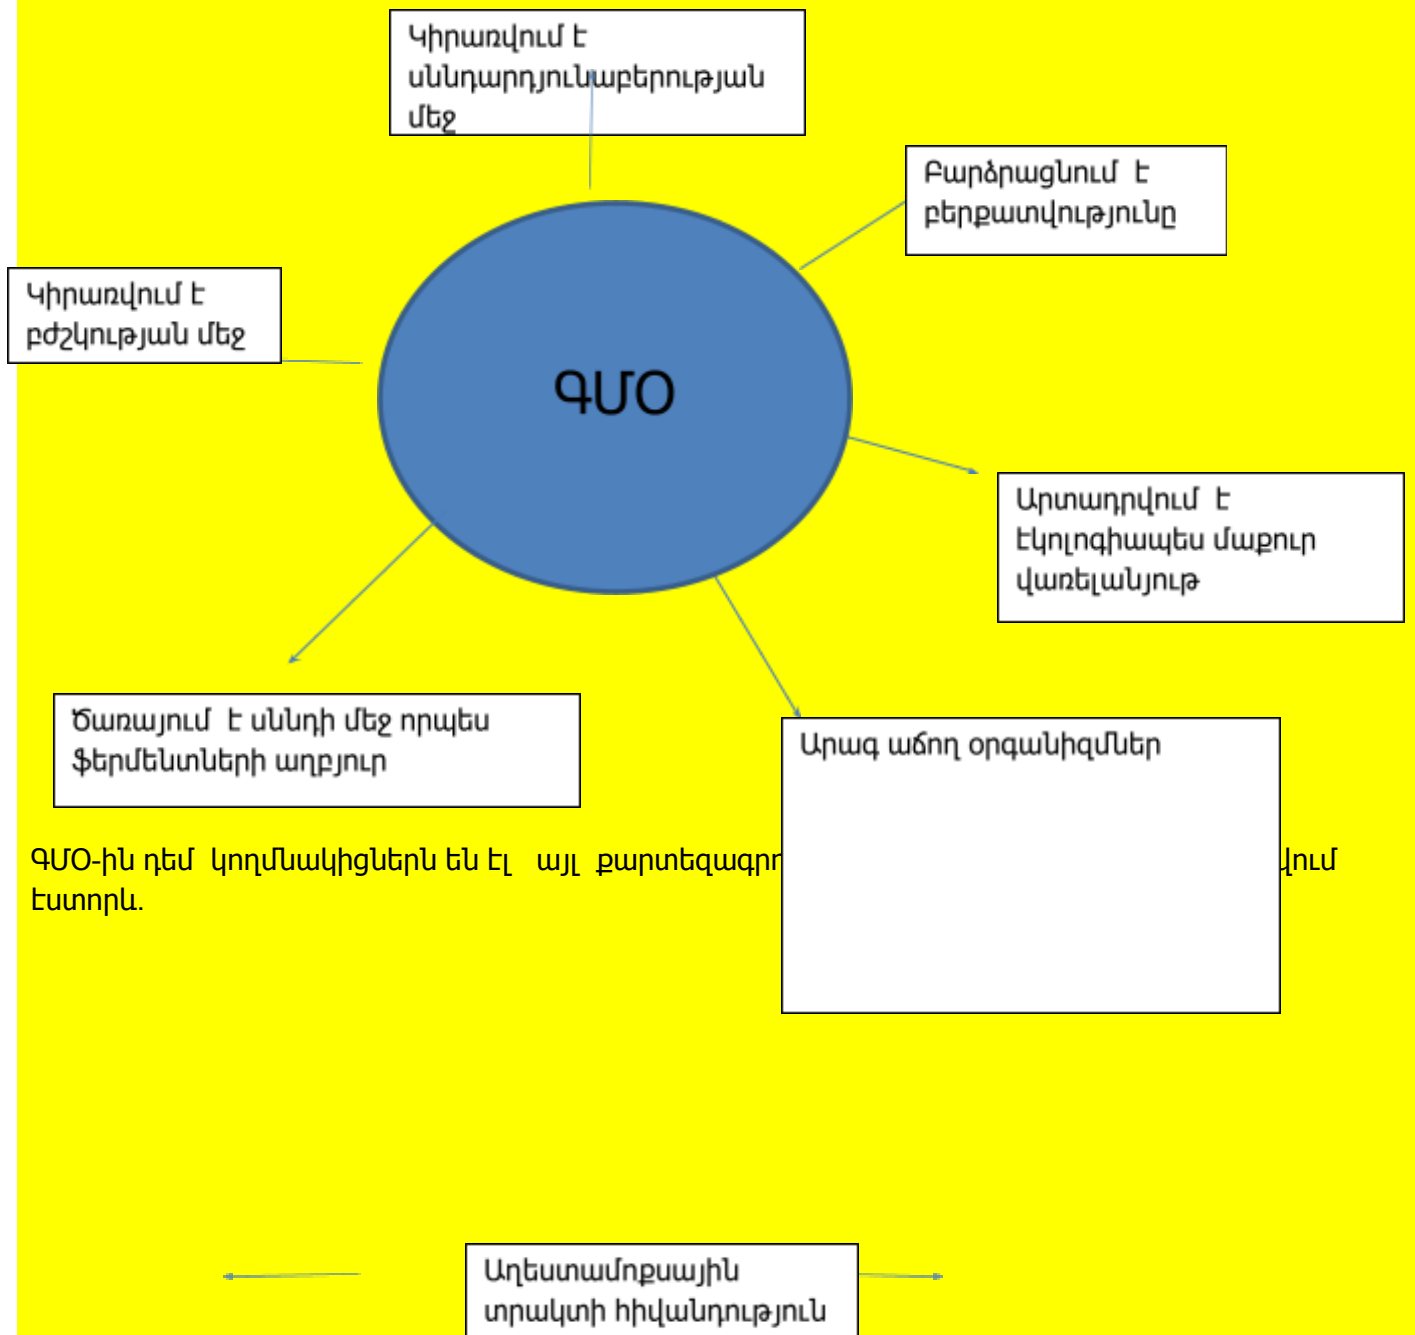 Կիրառվում է
սննդարդյունաբերության
մեջ
Բարձրացնում է
բերքատվությունը
Կիրառվում է
բժշկության մեջ
ԳՄՕ
Արտադրվում է
էկոլոգիապես մաքուր
վառելանյութ
Ծառայում է սննդի մեջ որպես
ֆերմենտների աղբյուր
Արագ աճող օրգանիզմներ
ԳՄՕ-ին դեմ կողմնակիցներն են էլ այլ
էստորև.
Աղեստամոքսային
տրակտի հիվանդություն